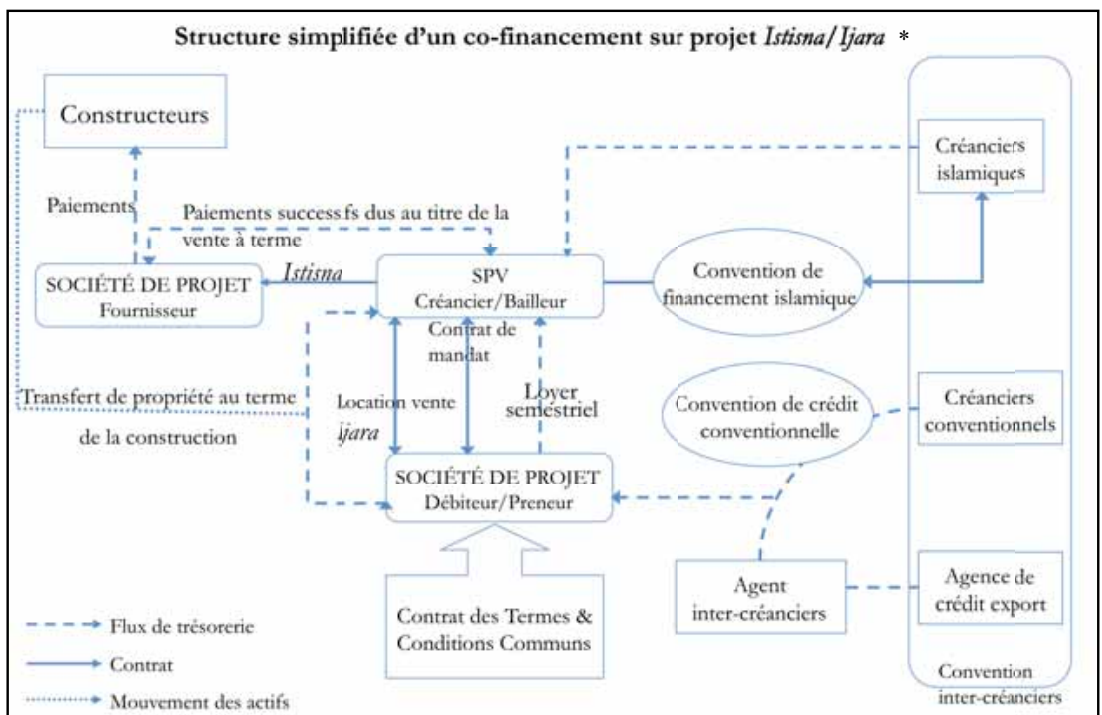 Structure simplifiée d'un co-financement sur projet Istisna/Ijara *
Constructeurs
Créanciers
islamiques
Paiements
Paiements success fs dus au titre de la
vente à terme
SOCIÉTÉ DE PROJET
Fournisseur
Istisna
SPV
Créancier/Bailleur
Convention de
financement islamique
Contrat de
mandat
Transfert de propriété au terme
de la construction
Location vente
Ijara
Loyer
semestriel
Convention de crédit
conventionnelle
Créanciers
conventionnels
SOCIÉTÉ DE PROJET
Débiteur/Preneur
Agent
inter-créanciers
Agence de
crédit export
Contrat des Termes &
Conditions Communs
Flux de trésorerie
Contrat
Mouvement des actifs
Convention
inter-créanciers